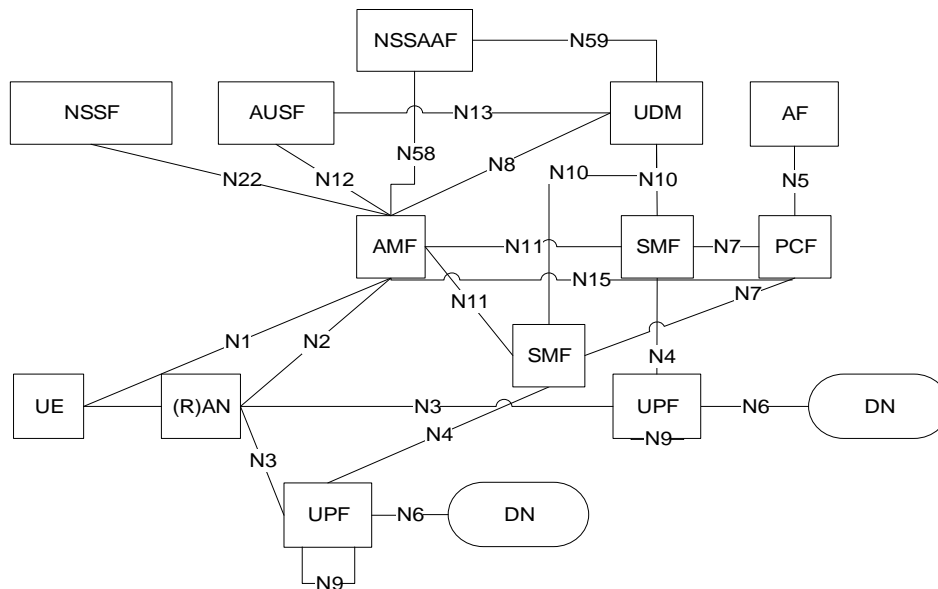 NSSAAF
N59
NSSF
AUSF
N13
UDM
AF
N58
N22
N12
N8
N10
N10
N5
AMF
N11
SMF
N7
PCF
N15
N11
N7
N1
N2
SMF
N4
UE
(R)AN
N3
UPF
N6
DN
N4
N9
N3
UPF
N6
DN
N9